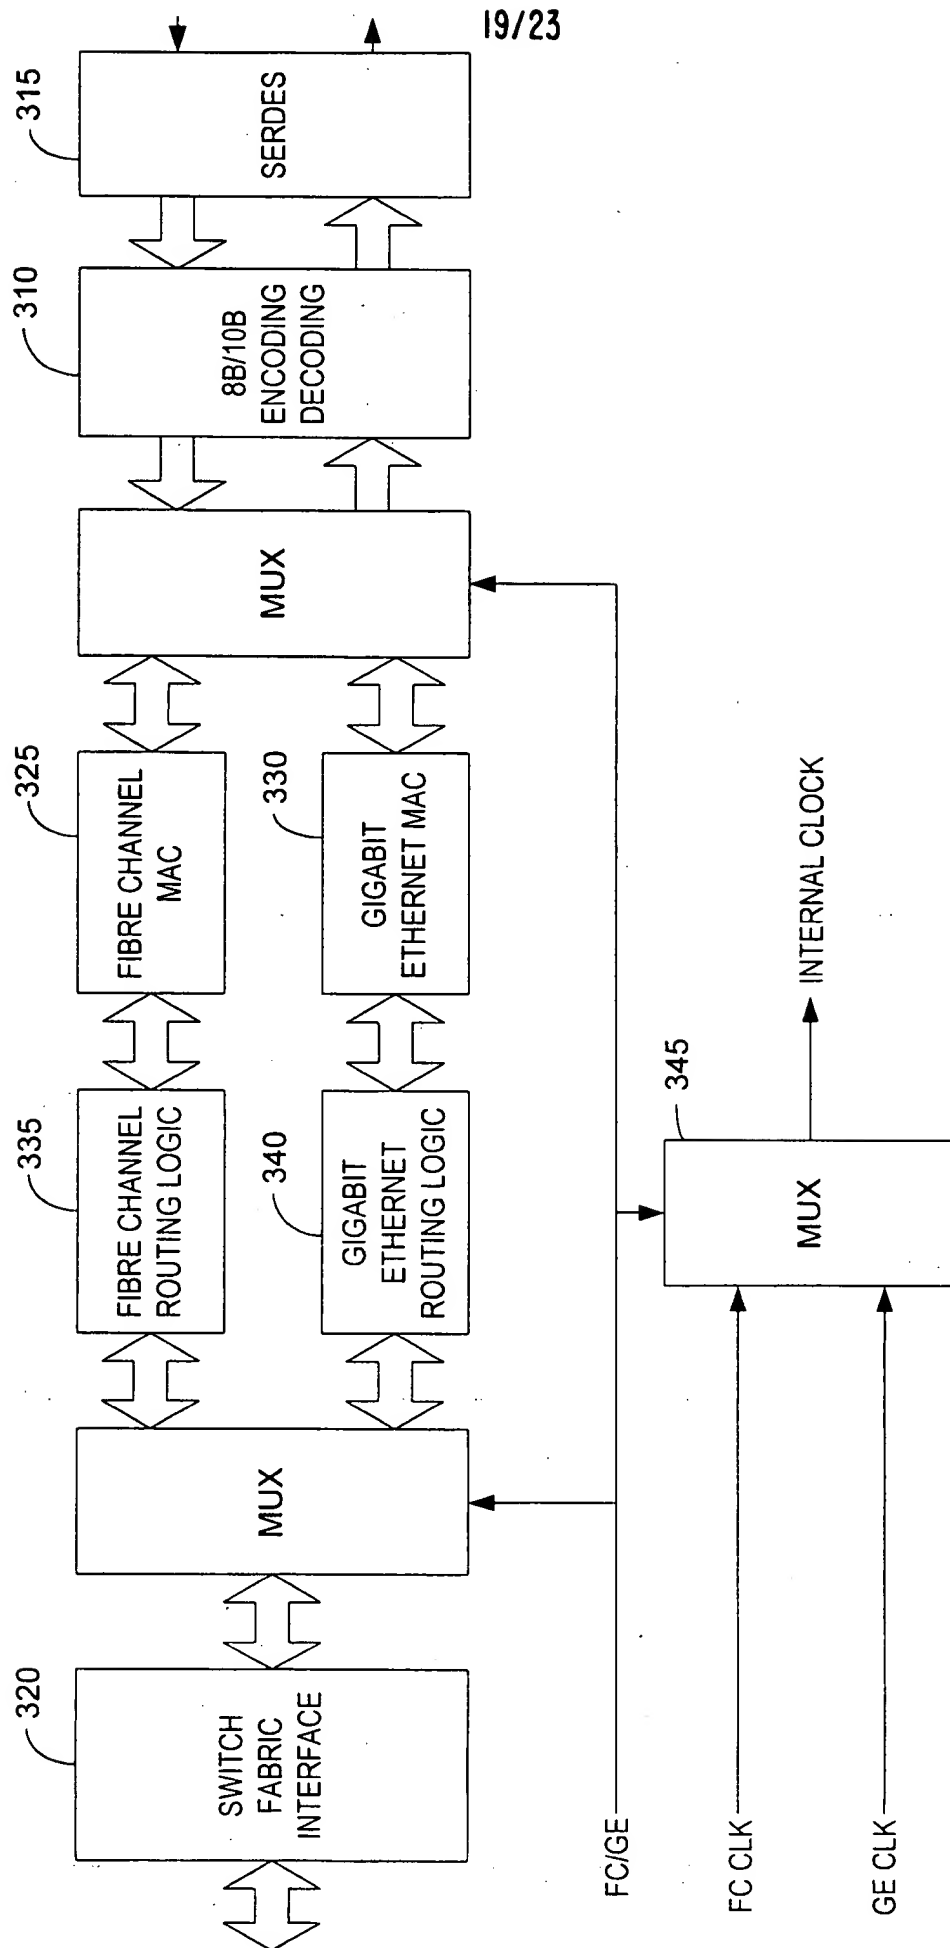 19/23
315
SERDES
310
8B/10B
ENCODING
DECODING
MUX
325
FIBRE CHANNEL
MAC
330
GIGABIT
ETHERNET MAC
335
FIBRE CHANNEL
ROUTING LOGIC
340
GIGABIT
ETHERNET
ROUTING LOGIC
MUX
320
SWITCH
FABRIC
INTERFACE
FC/GE
FC CLK
GE CLK
345
MUX
INTERNAL CLOCK